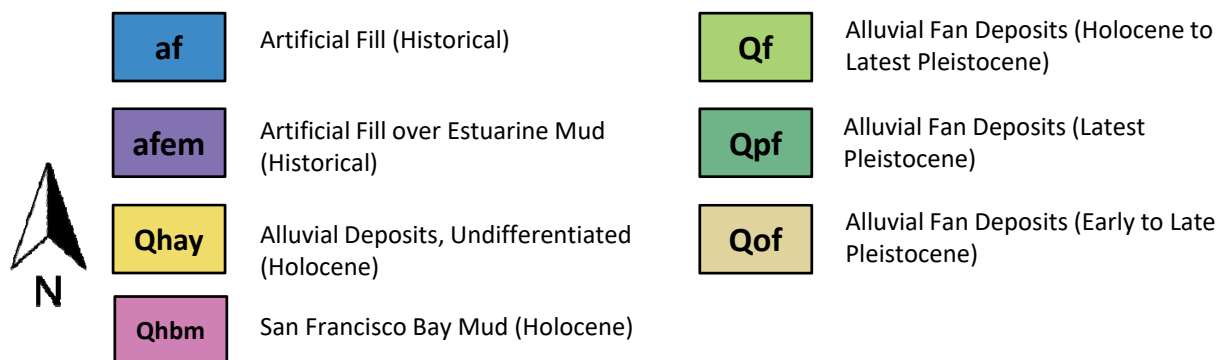 af
Artificial Fill (Historical)
afem
Artificial Fill over Estuarine Mud
(Historical)
Qhay
Alluvial Deposits, Undifferentiated
(Holocene)
Qhbm
San Francisco Bay Mud (Holocene)
N
Qf
Alluvial Fan Deposits (Holocene to
Latest Pleistocene)
Qpf
Alluvial Fan Deposits (Latest
Pleistocene)
Qof
Alluvial Fan Deposits (Early to Late
Pleistocene)